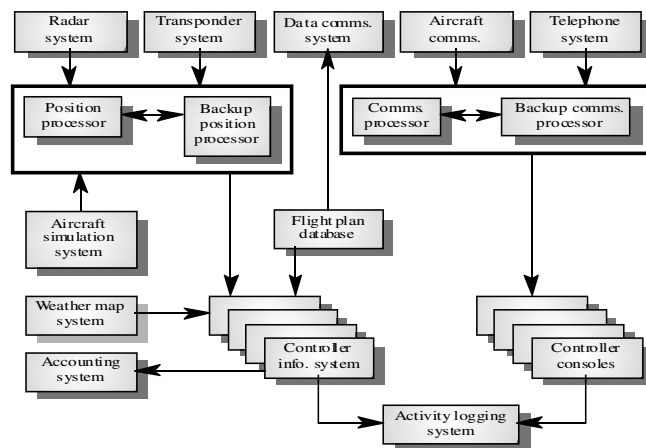 Radar
system
Transponder
system
Data comms.
system
Aircraft
comms.
Telephone
system
Position
processor
Backup
position
processor
Comms.
processor
Backup comms.
processor
Aircraft
simulation
system
Flight plan
database
Weather map
system
Accounting
system
Controller
info. system
Controller
consoles
Activity logging
system